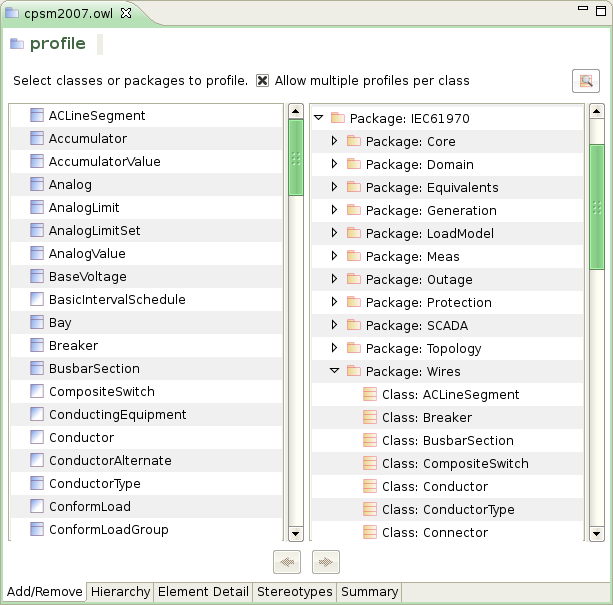 cpsm2007.owl
profile
Select classes or packages to profile. Allow multiple profiles per class
ACLineSegment
Accumulator
AccumulatorValue
Analog
AnalogLimit
AnalogLimitSet
AnalogValue
BaseVoltage
BasicIntervalSchedule
Bay
Breaker
BusbarSection
CompositeSwitch
ConductingEquipment
Conductor
ConductorAlternate
ConductorType
ConformLoad
ConformLoadGroup
Package: IEC61970
Package: Core
Package: Domain
Package: Equivalents
Package: Generation
Package: LoadModel
Package: Meas
Package: Outage
Package: Protection
Package: SCADA
Package: Topology
Package: Wires
Class: ACLineSegment
Class: Breaker
Class: BusbarSection
Class: CompositeSwitch
Class: Conductor
Class: ConductorType
Class: Connector
Add/Remove Hierarchy Element Detail Stereotypes Summary